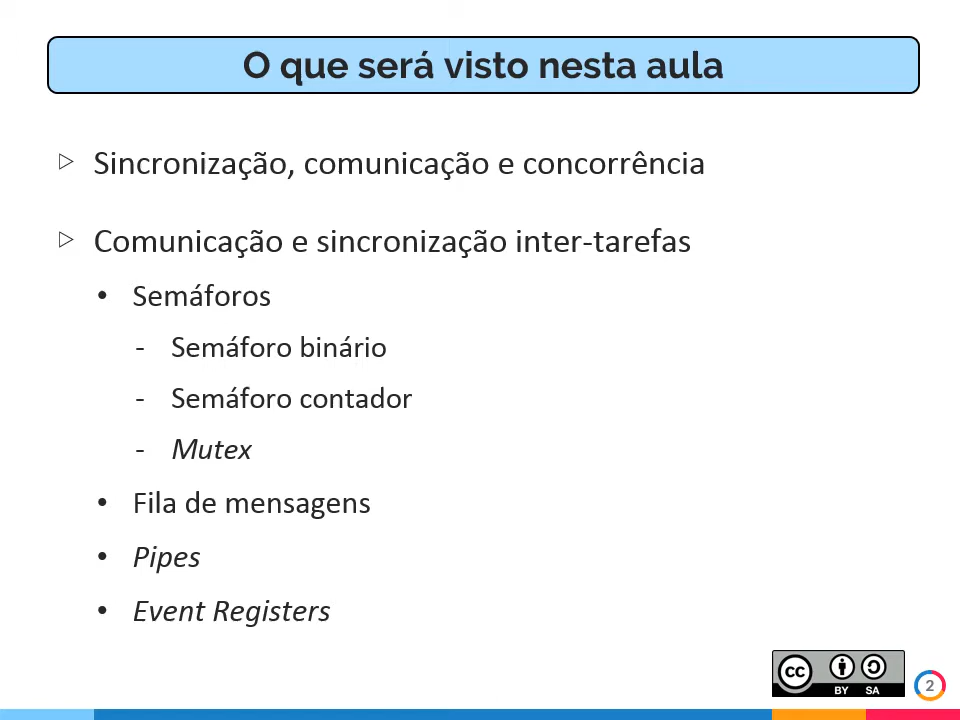 O que será visto nesta aula
▷ Sincronização, comunicação e concorrência
▷ Comunicação e sincronização inter-tarefas
• Semáforos
- Semáforo binário
- Semáforo contador
- Mutex
• Fila de mensagens
• Pipes
• Event Registers
cc BY SA
2